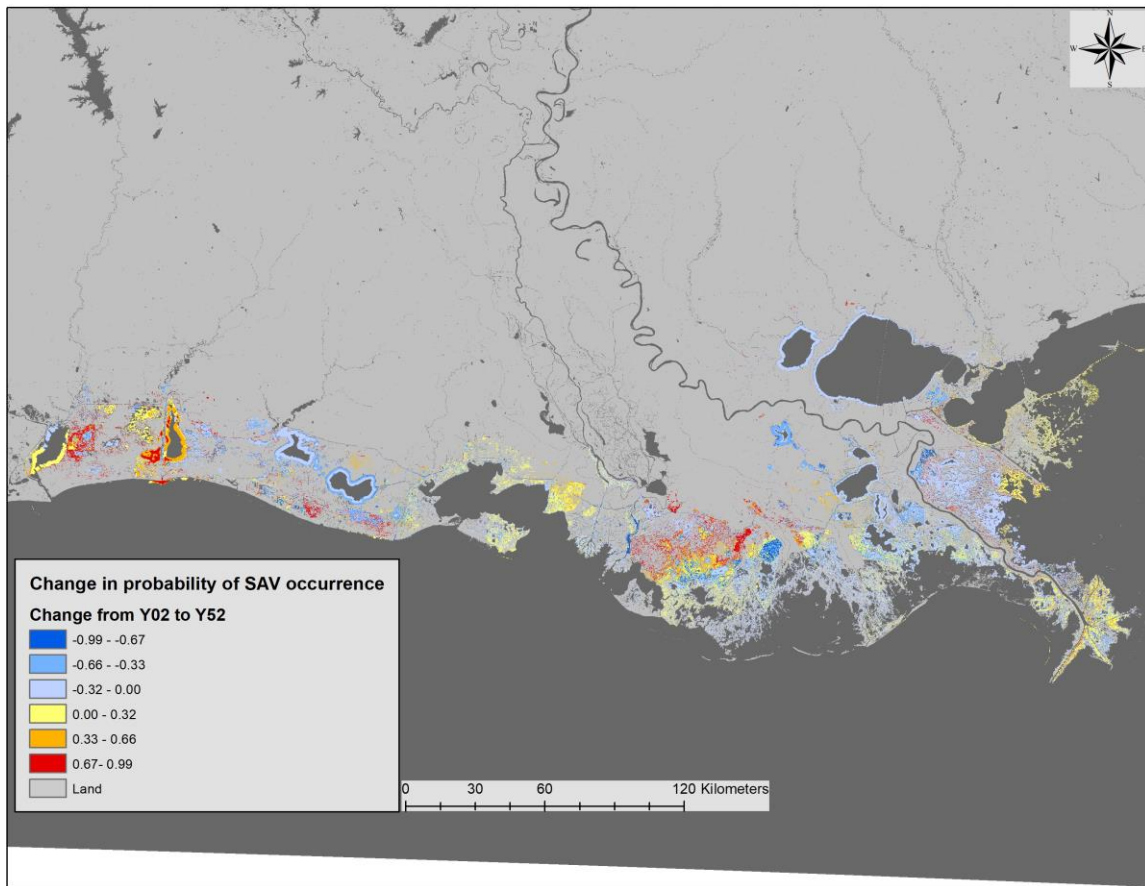 N
W E
S
Change in probability of SAV occurrence
Change from Y02 to Y52
-0.99 - -0.67
-0.66 - -0.33
-0.32 - 0.00
0.00 - 0.32
0.33 - 0.66
0.67- 0.99
Land
0 30 60 120 Kilometers